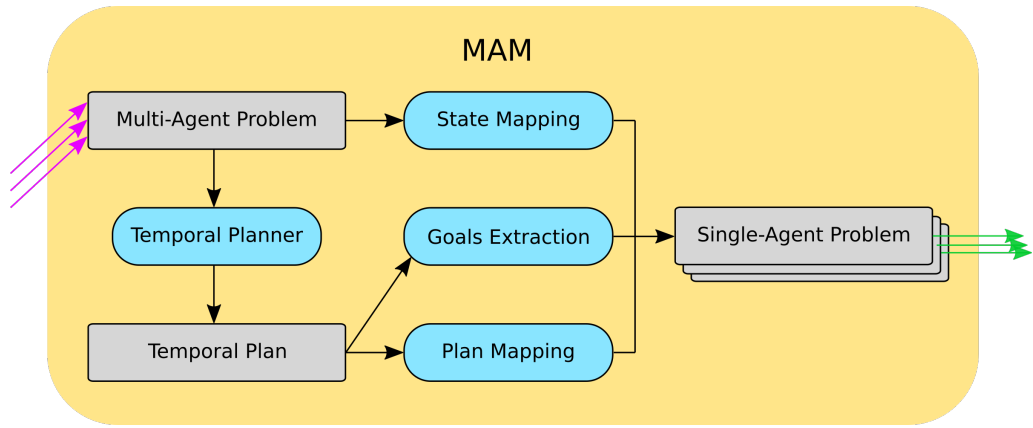 MAM
Multi-Agent Problem
State Mapping
Temporal Planner
Goals Extraction
Single-Agent Problem
Temporal Plan
Plan Mapping